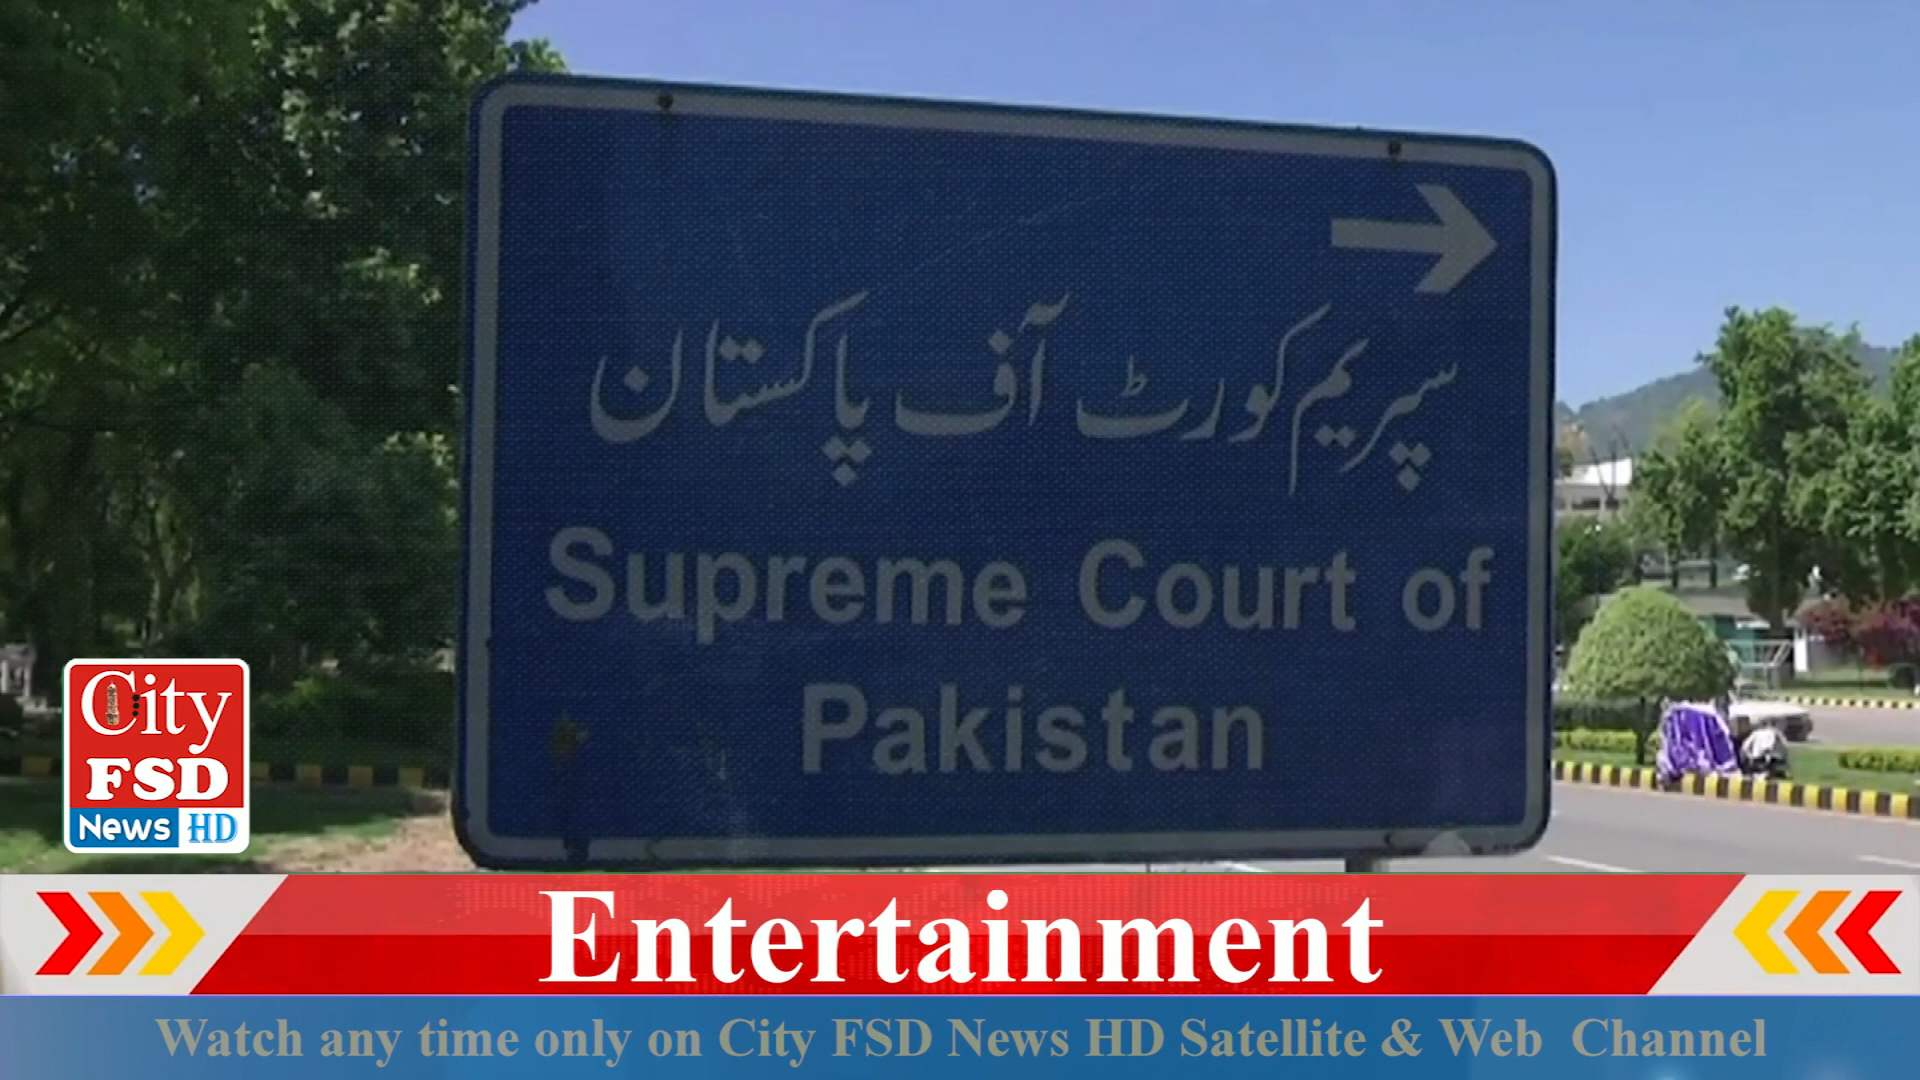 سپریم کورٹ آف پاکستان
Supreme Court of
Pakistan
City
FSD
News HD
Entertainment
Watch any time only on City FSD News HD Satellite & Web Channel